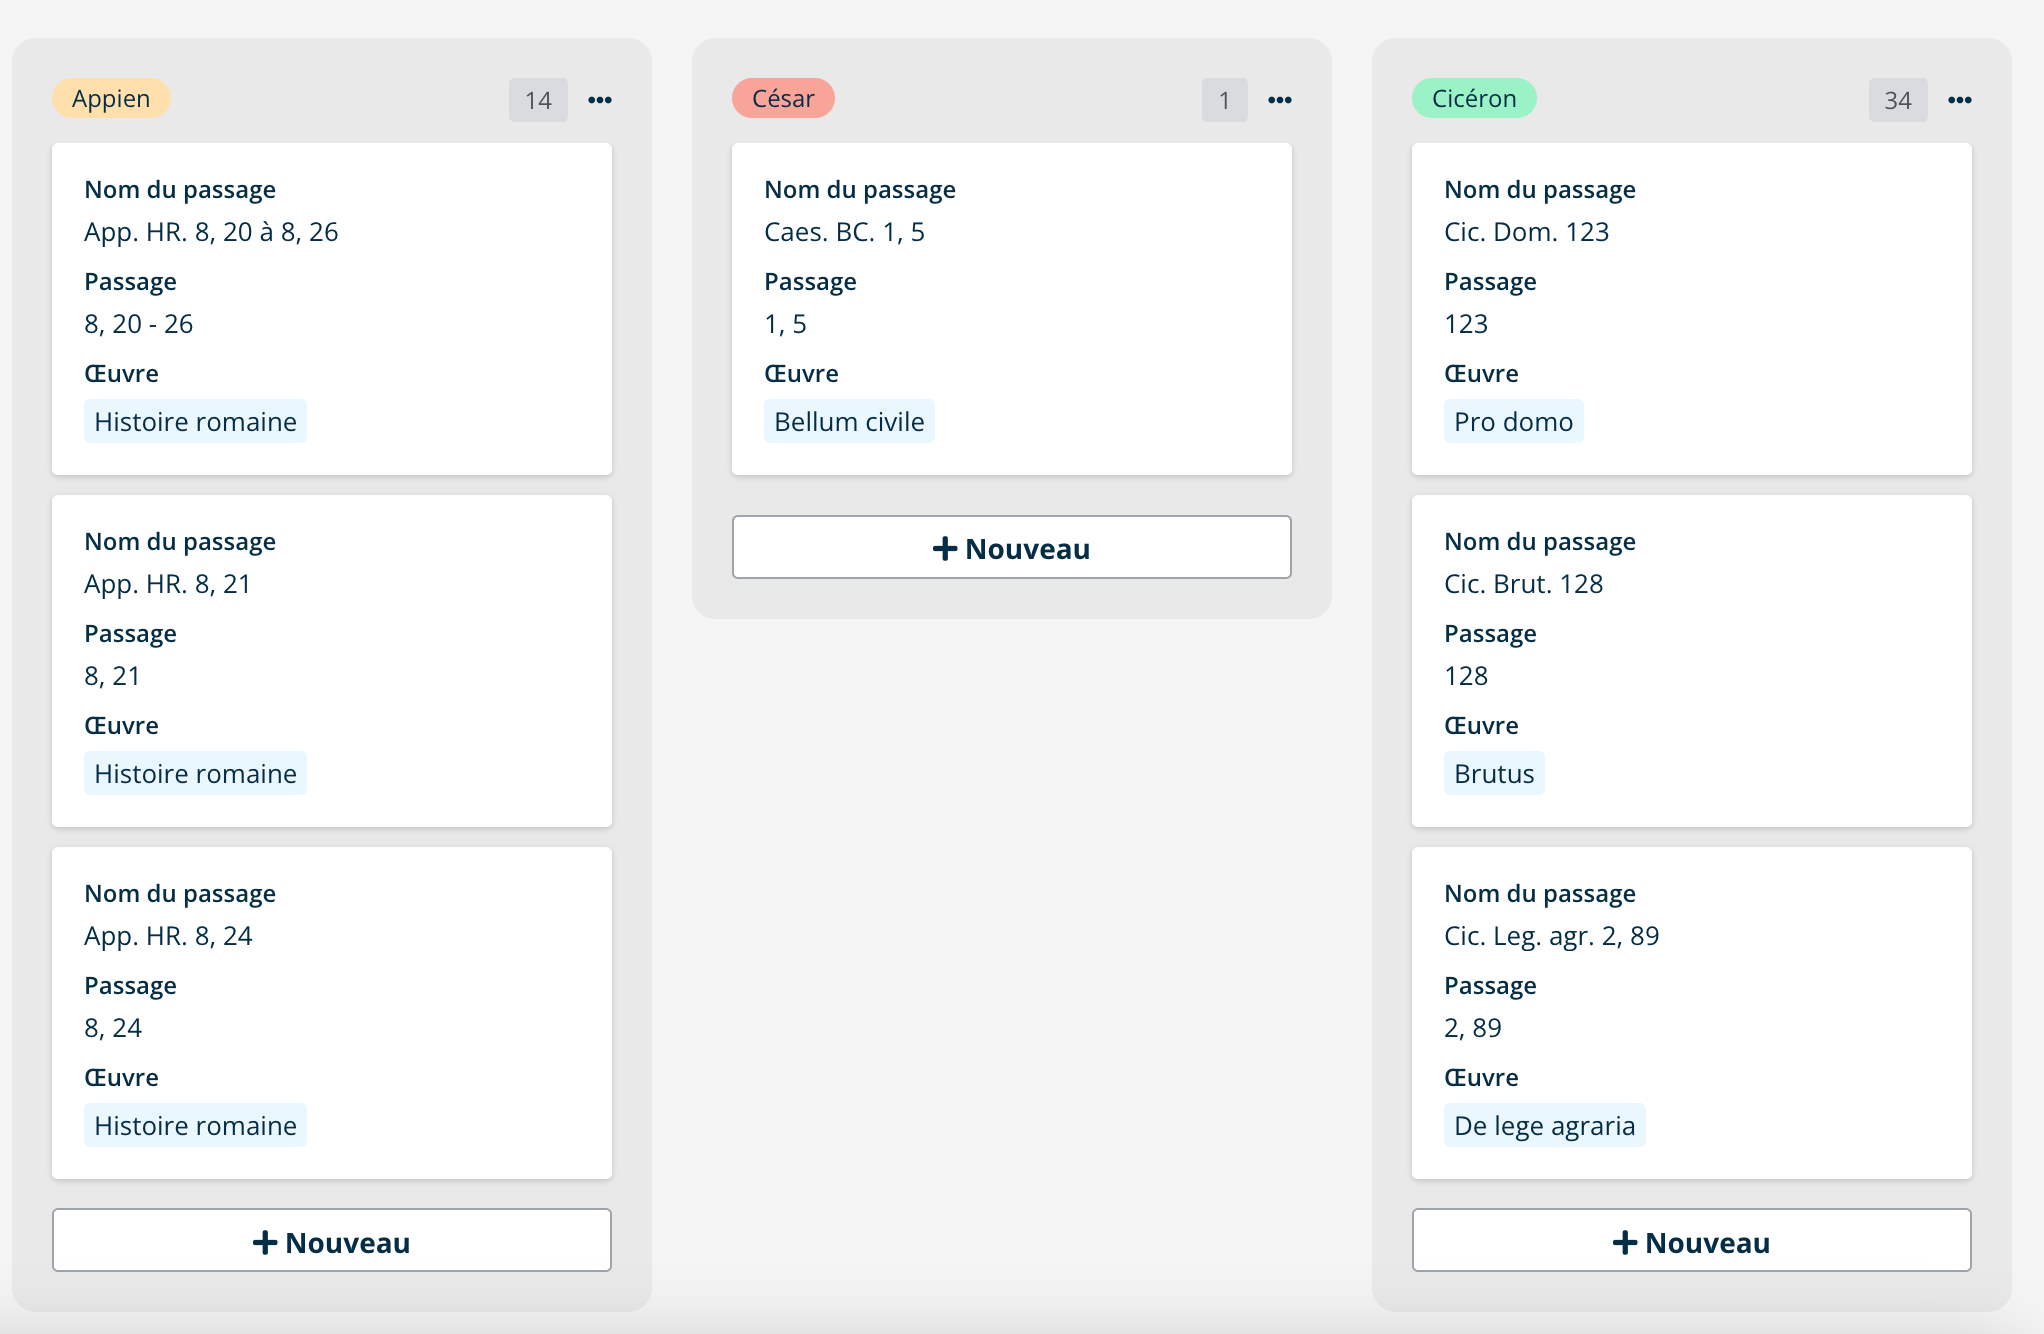 Appien
14
Nom du passage
App. HR. 8, 20 à 8, 26
Passage
8, 20 - 26
Œuvre
Histoire romaine
Nom du passage
App. HR. 8, 21
Passage
8, 21
Œuvre
Histoire romaine
Nom du passage
App. HR. 8, 24
Passage
8, 24
Œuvre
Histoire romaine
Nouveau
César
1
Nom du passage
Caes. BC. 1, 5
Passage
1, 5
Œuvre
Bellum civile
Nouveau
Cicéron
34
Nom du passage
Cic. Dom. 123
Passage
123
Œuvre
Pro domo
Nom du passage
Cic. Brut. 128
Passage
128
Œuvre
Brutus
Nom du passage
Cic. Leg. agr. 2, 89
Passage
2, 89
Œuvre
De lege agraria
Nouveau